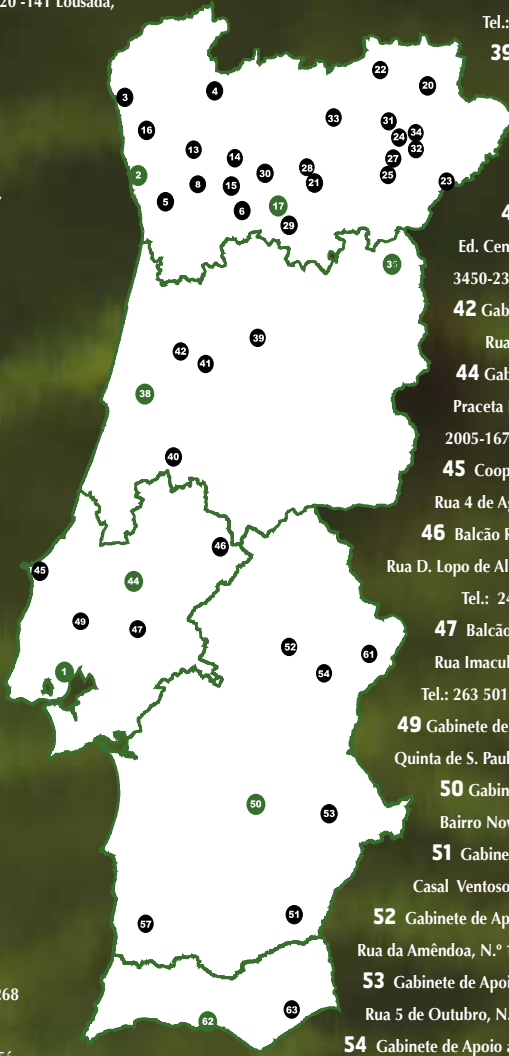 20 -141 Lousada,
Tel.:
39
Ed. Cen
3450-23
42 Gab
Rua
44 Gab
Praceta
2005-167
45 Coop
Rua 4 de Ag
46 Balcão R
Rua D. Lopo de Al
Tel.: 24
47 Balcão
Rua Imacul
Tel.: 263 501
49 Gabinete de
Quinta de S. Paul
50 Gabin
Bairro Nov
51 Gabine
Casal Ventoso
52 Gabinete de Ap
Rua da Amêndoa, N.º 1
53 Gabinete de Apoi
Rua 5 de Outubro, N.
54 Gabinete de Apoio a
268
22
20
4
3
33
31
16
34
24
13
32
14
27
28
30
2
25
21
23
8
15
5
17
6
29
35
39
42
41
38
40
46
45
44
49
47
52
61
1
54
50
53
51
57
63
62